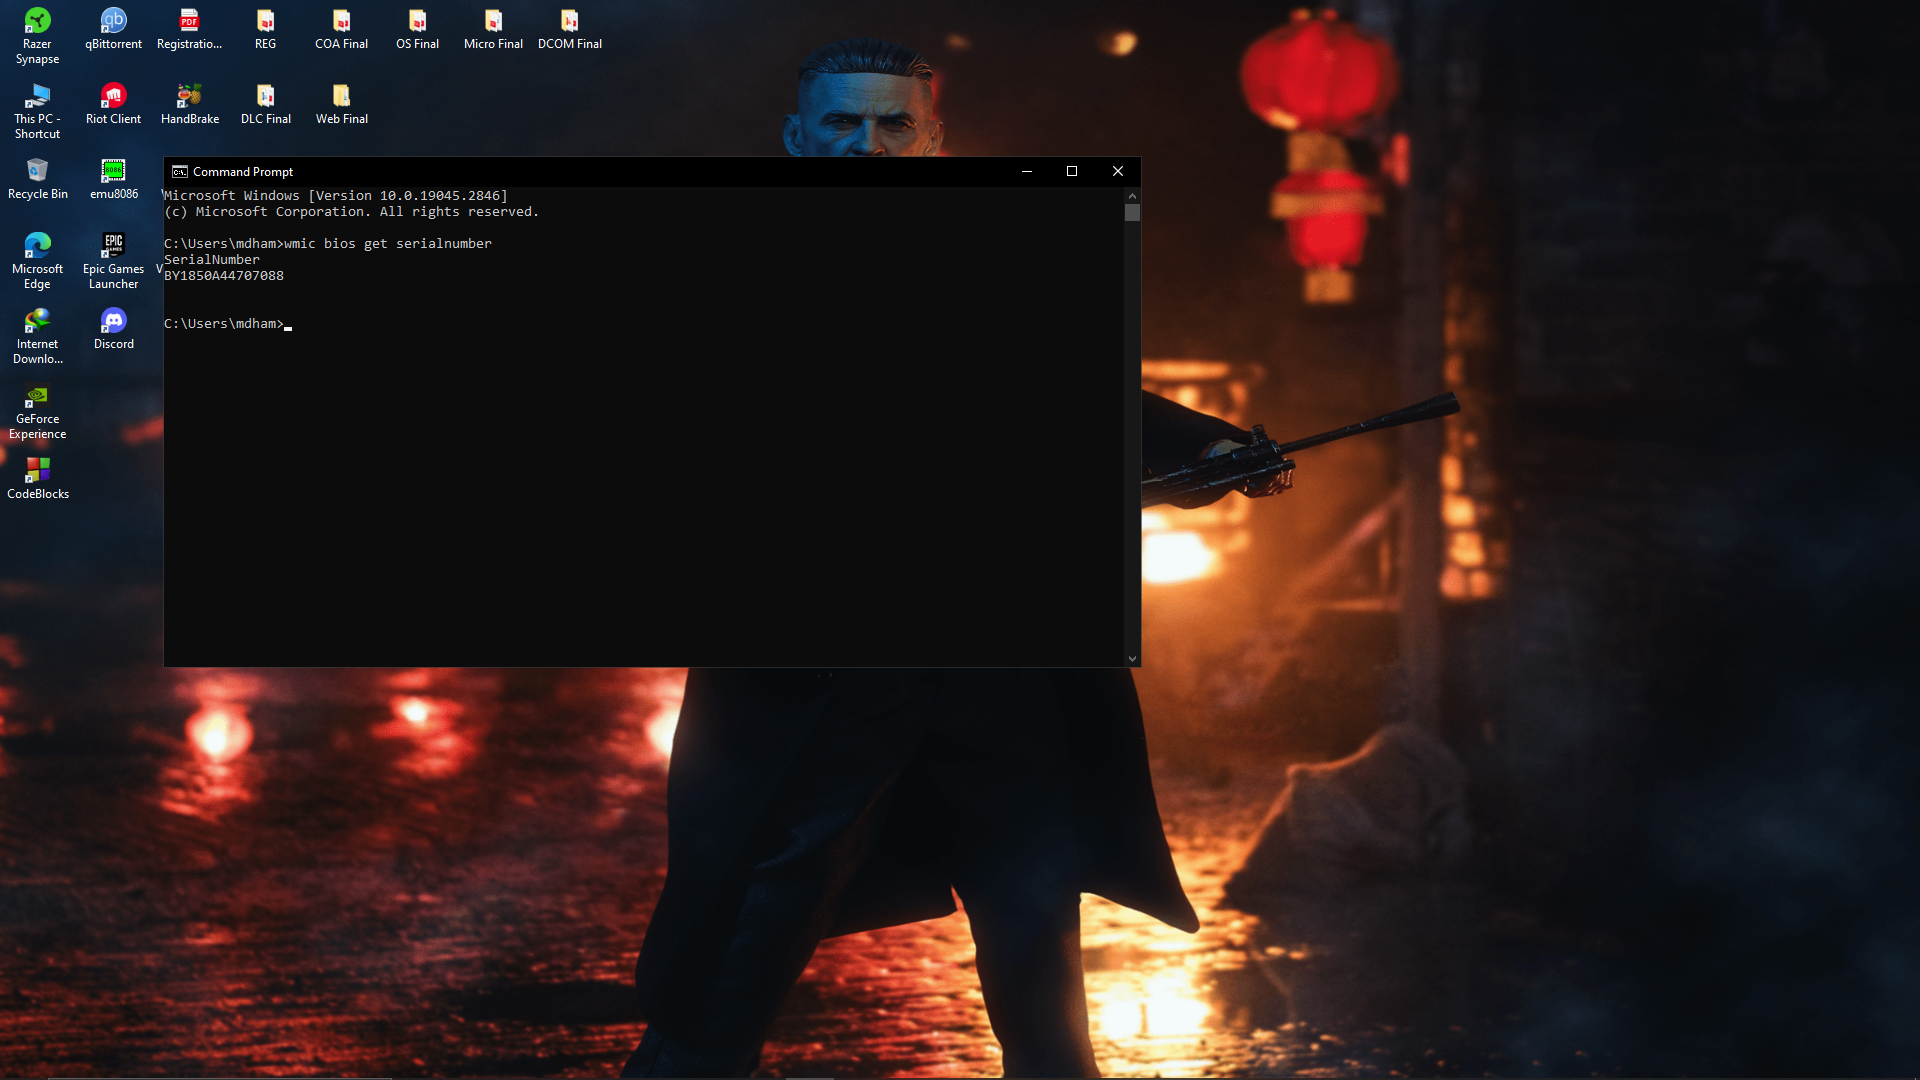 Razer
Synapse
qBittorrent
Registratio...
REG
COA Final
OS Final
Micro Final
DCOM Final
This PC -
Shortcut
Riot Client
HandBrake
DLC Final
Web Final
Recycle Bin
emu8086
Microsoft
Edge
Epic Games
Launcher
Internet
Downlo...
Discord
GeForce
Experience
CodeBlocks
Command Prompt
Microsoft Windows [Version 10.0.19045.2846]
(c) Microsoft Corporation. All rights reserved.
C:\Users\mdham>wmic bios get serialnumber
SerialNumber
BY1850A44707088
C:\Users\mdham>